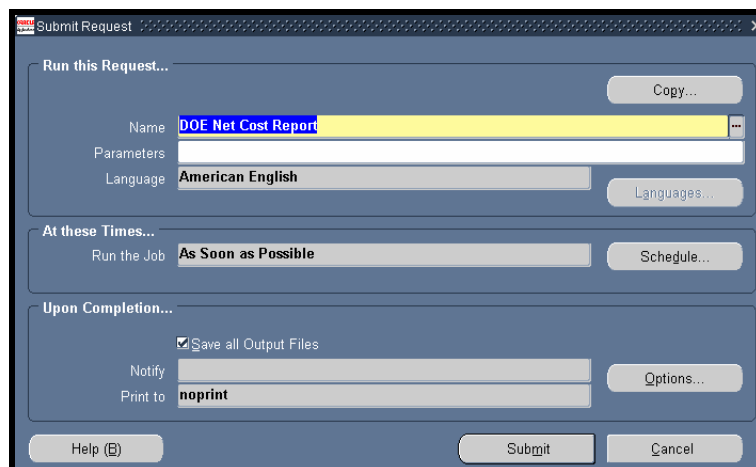 ORACLE
Submit Request
Run this Request...
Copy...
Name DOE Net Cost Report ...
Parameters
Language American English
Languages...
At these Times...
Run the Job As Soon as Possible Schedule...
Upon Completion...
Save all Output Files
Notify
Options...
Print to noprint
Help (B) Submit Cancel